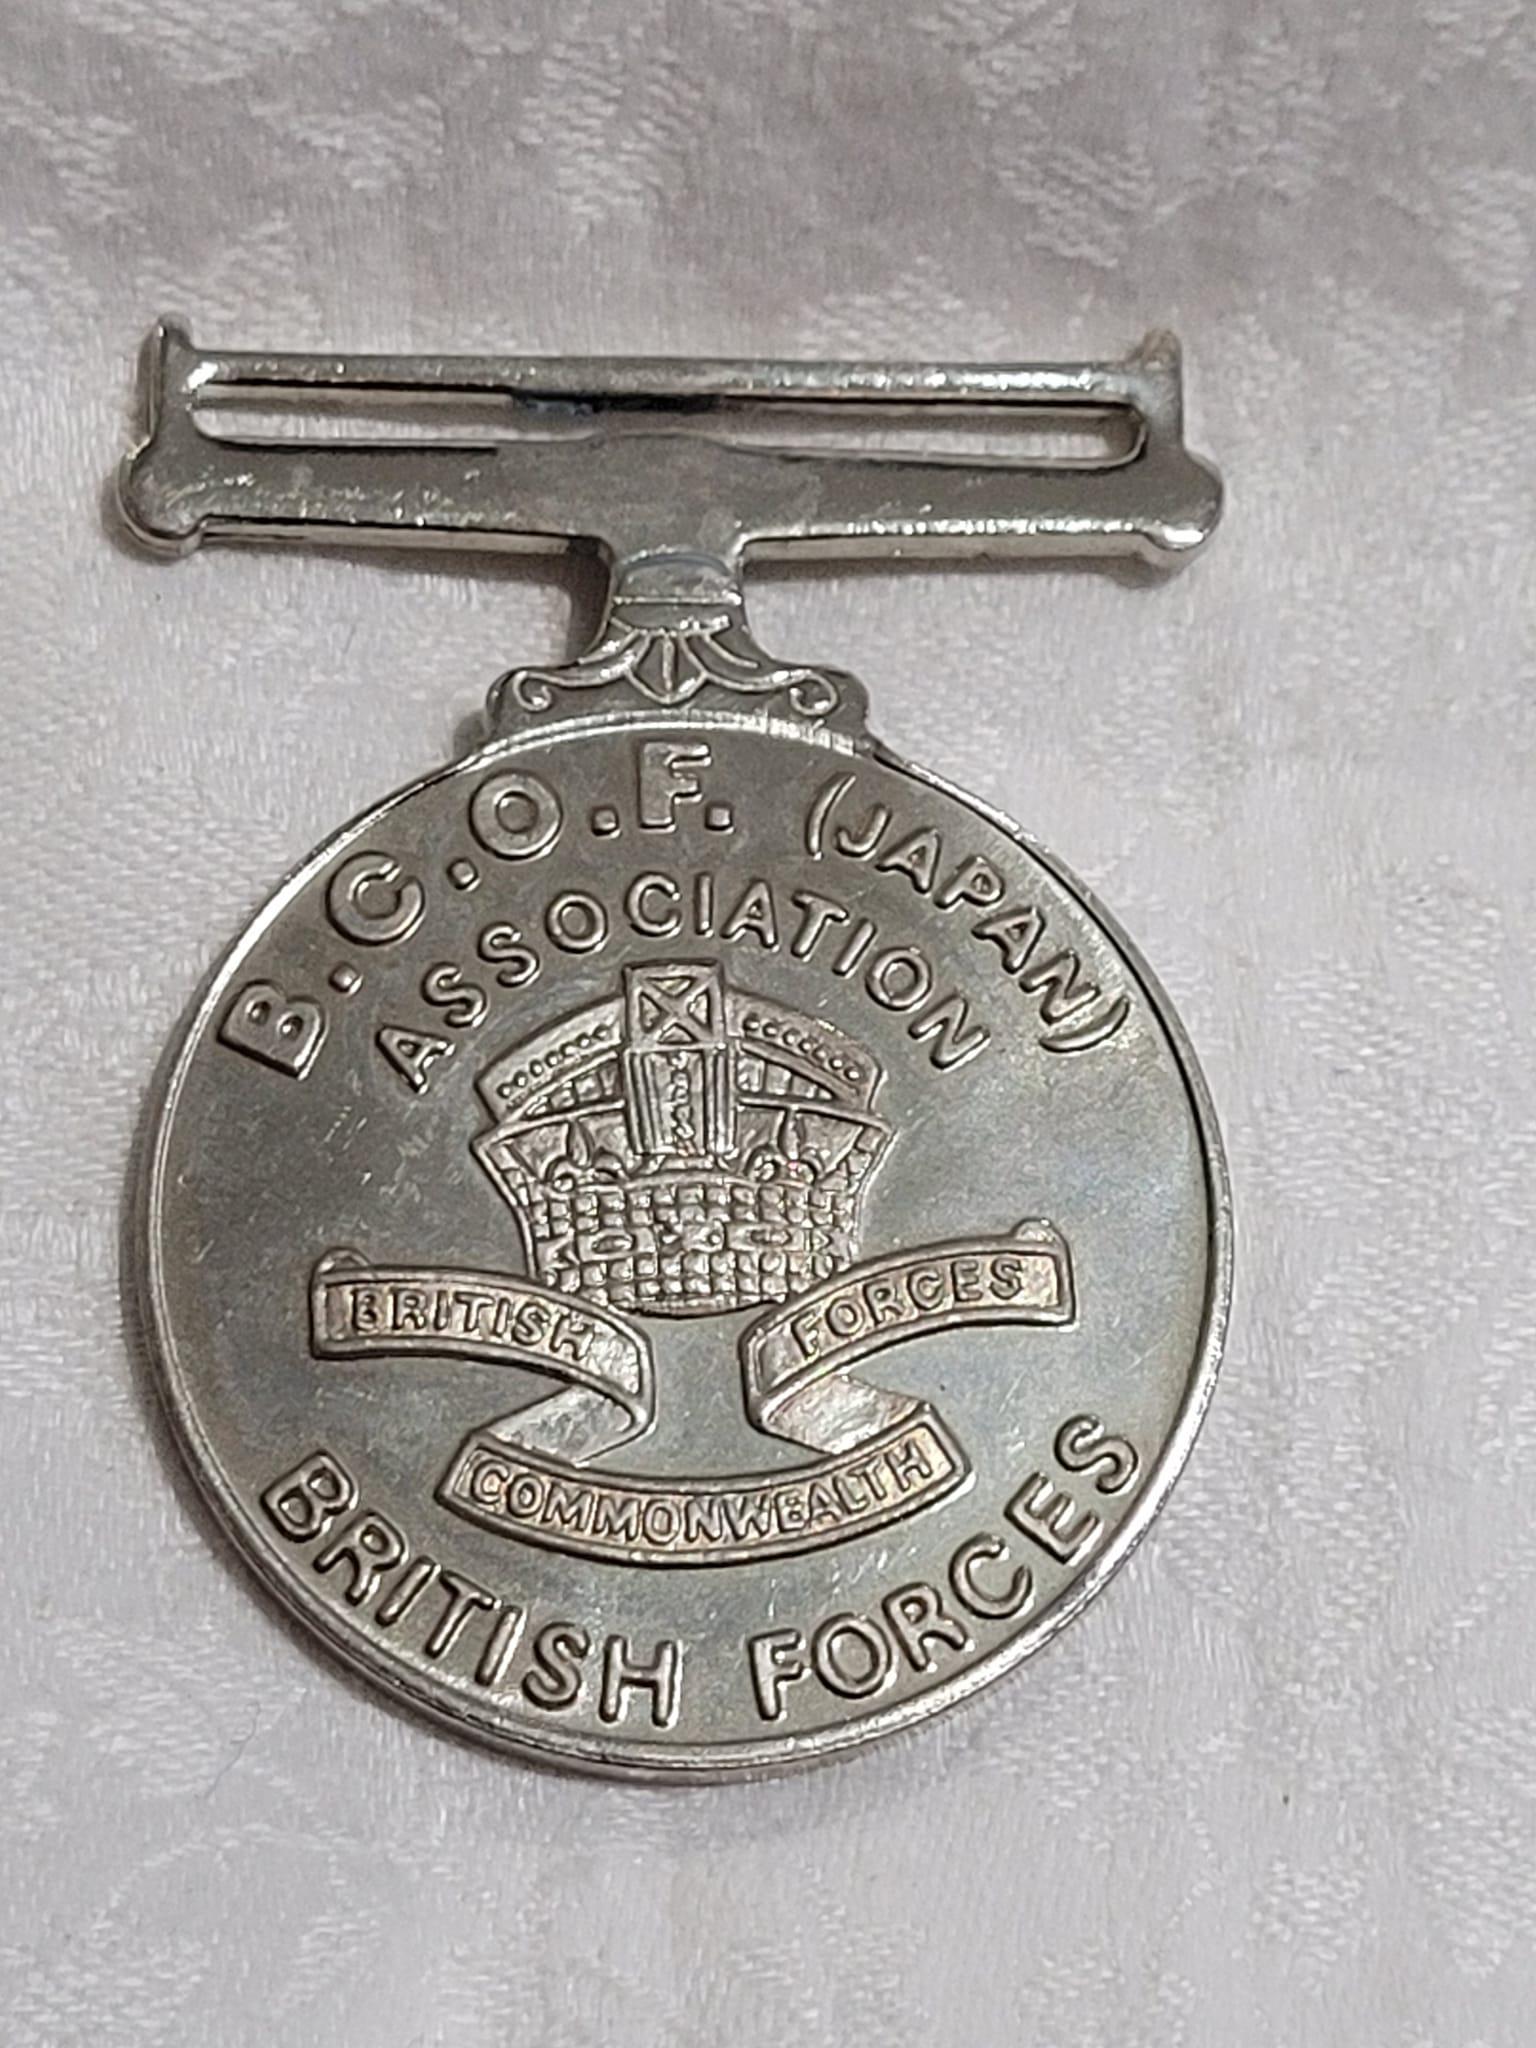 B.C.O.F. (JAPAN)
ASSOCIATION
BRITISH FORCES
COMMONWEALTH
BRITISH FORCES